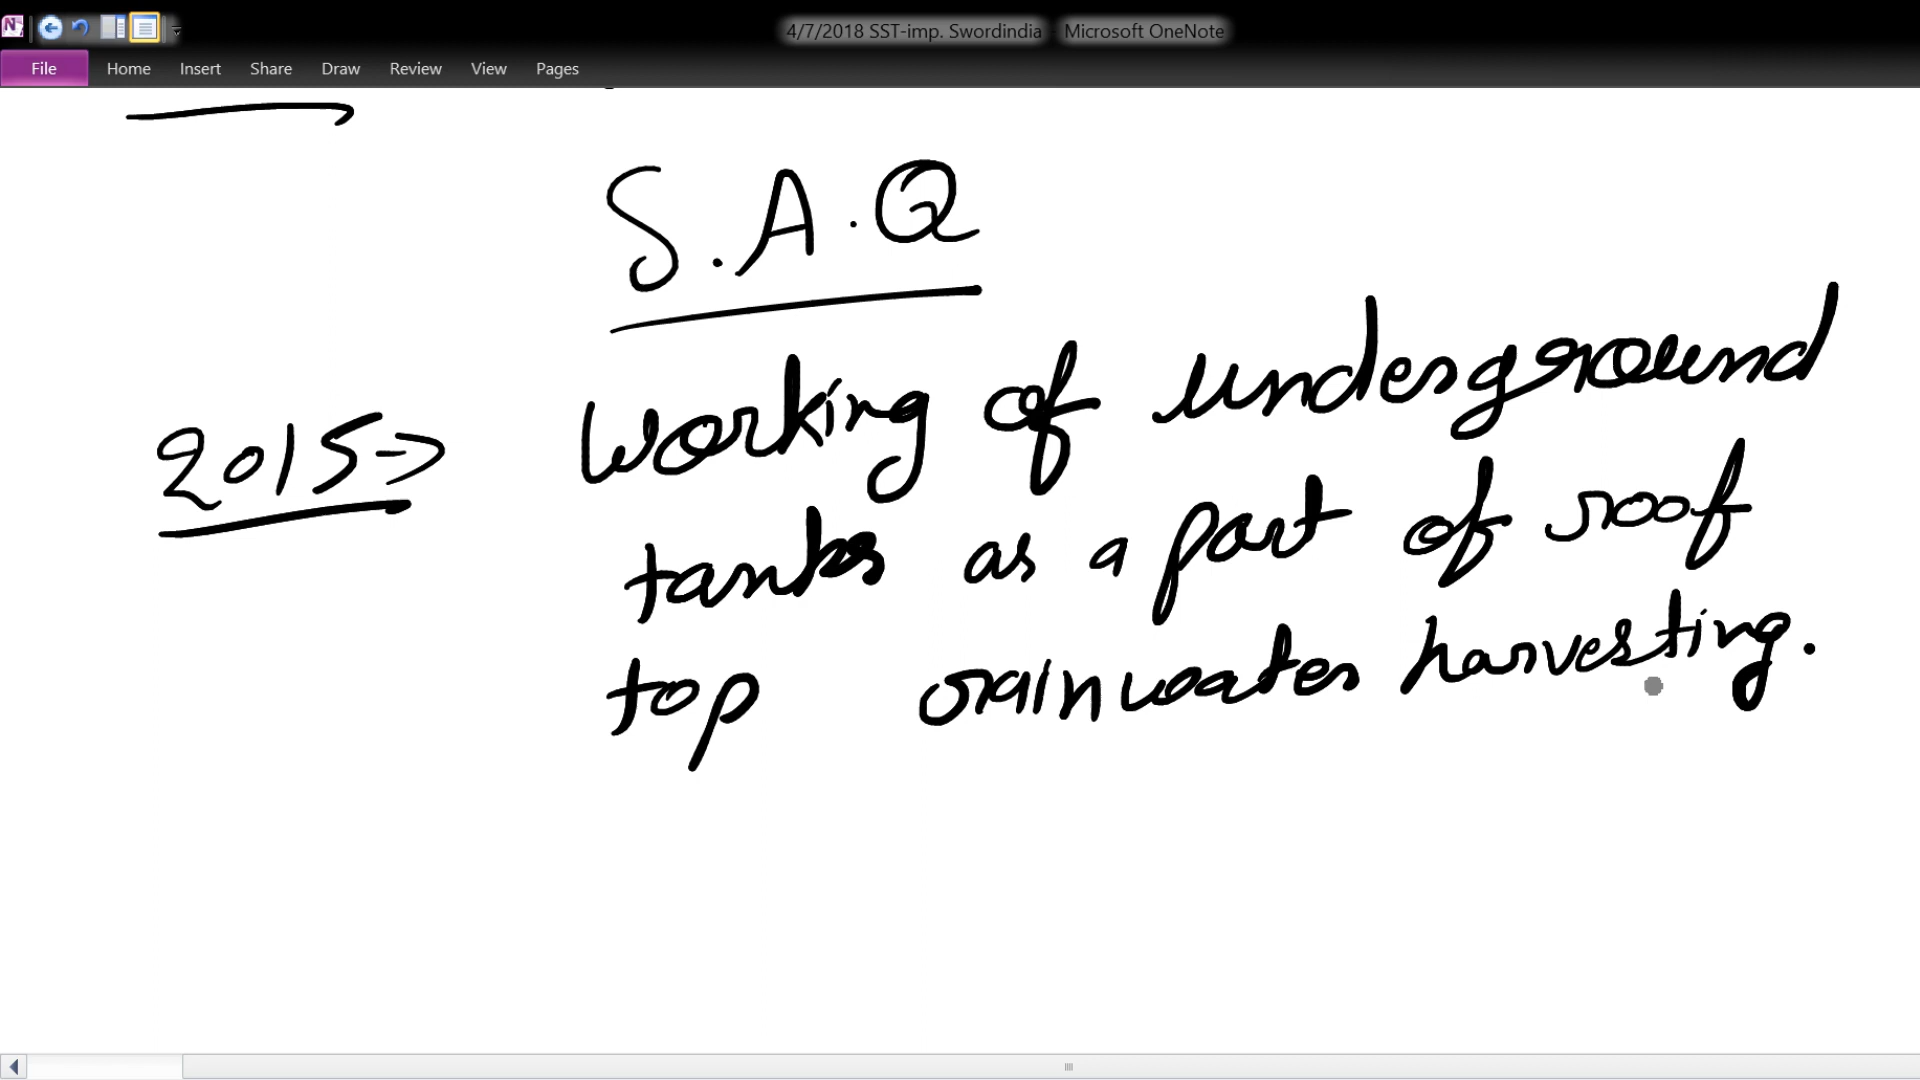 4/7/2018 SST-imp. Swordindia - Microsoft OneNote
File Home Insert Share Draw Review View Pages
S.A.Q
2015-> Working of underground
tanks as a part of roof
top rainwater harvesting.